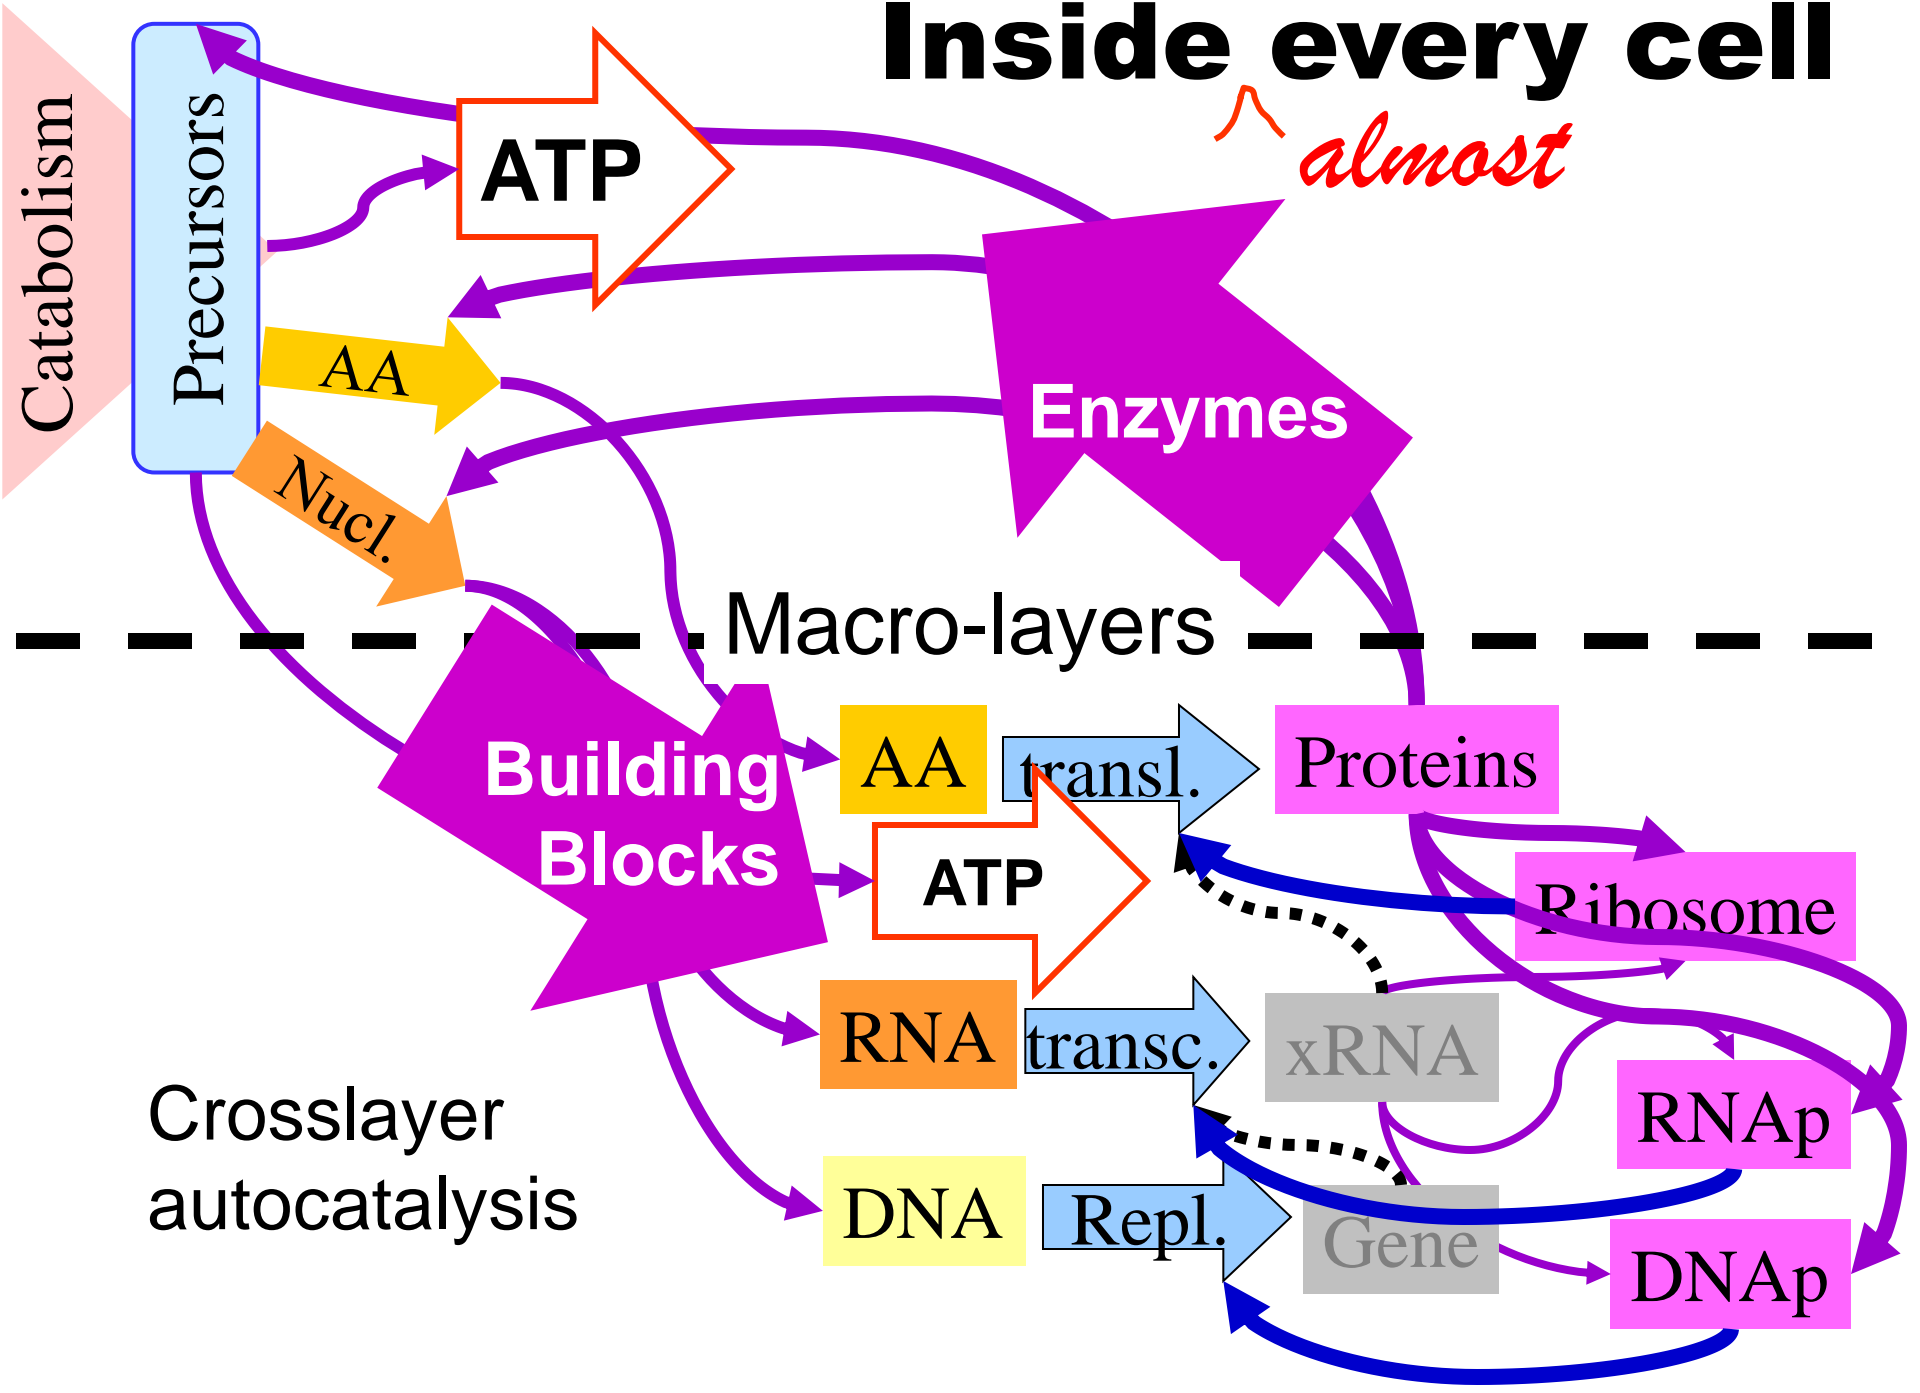 Inside every cell
almost
Catabolism
Precursors
ATP
AA
Nucl.
Enzymes
Macro-layers
Building
Blocks
AA
transl.
Proteins
ATP
Ribosome
RNA
transc.
xRNA
RNAp
Crosslayer
autocatalysis
DNA
Repl.
Gene
DNAp